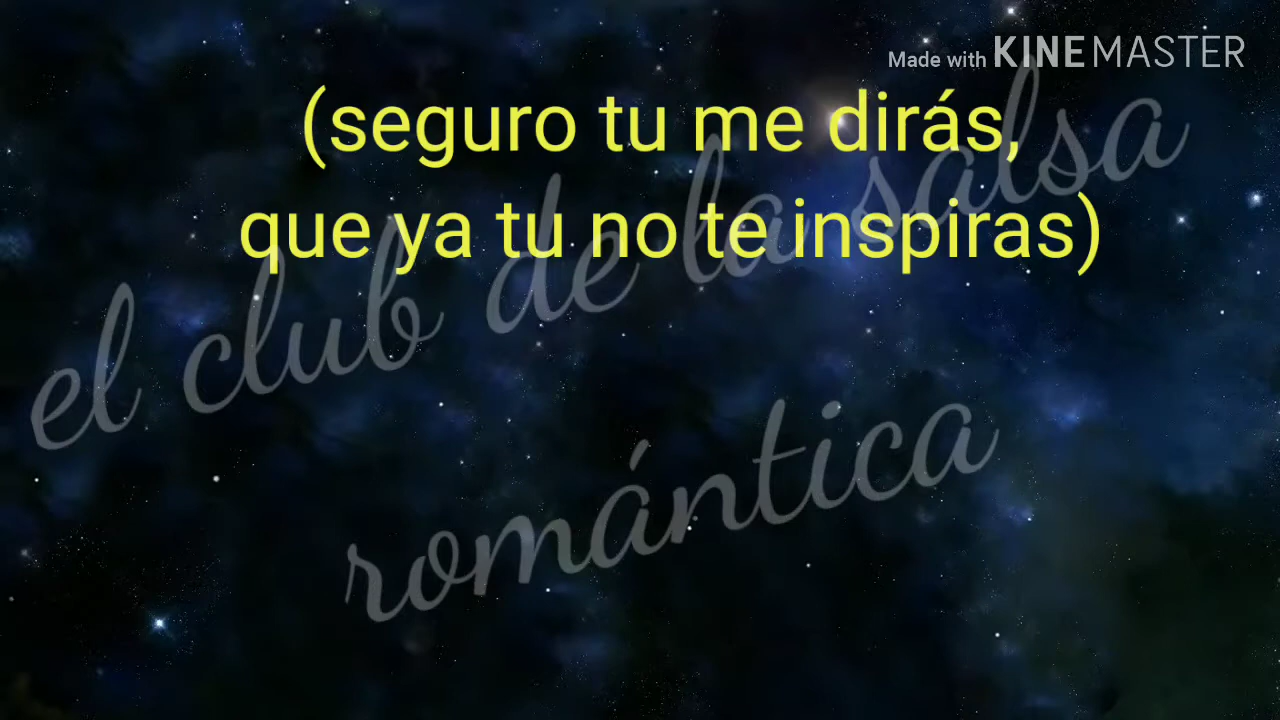 Made with KINEMASTER
(seguro tu me dirás,
que ya tu no te inspiras)
el club de la salsa
romántica